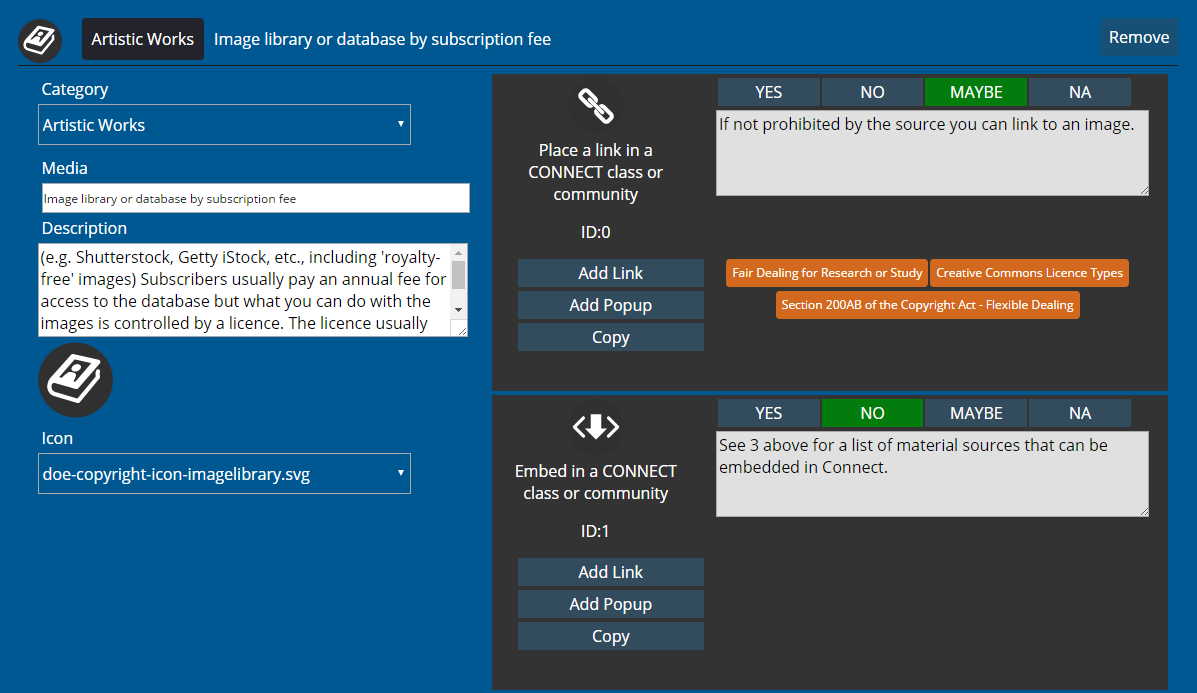 Artistic Works
Image library or database by subscription fee
Remove
Category
Artistic Works
Media
Image library or database by subscription fee
Description
(e.g. Shutterstock, Getty iStock, etc., including 'royalty-
free' images) Subscribers usually pay an annual fee for
access to the database but what you can do with the
images is controlled by a licence. The licence usually
Icon
doe-copyright-icon-imagelibrary.svg
Place a link in a
CONNECT class or
community
ID:0
Add Link
Add Popup
Copy
YES
NO
MAYBE
NA
If not prohibited by the source you can link to an image.
Fair Dealing for Research or Study
Creative Commons Licence Types
Section 200AB of the Copyright Act - Flexible Dealing
Embed in a CONNECT
class or community
ID:1
Add Link
Add Popup
Copy
YES
NO
MAYBE
NA
See 3 above for a list of material sources that can be
embedded in Connect.